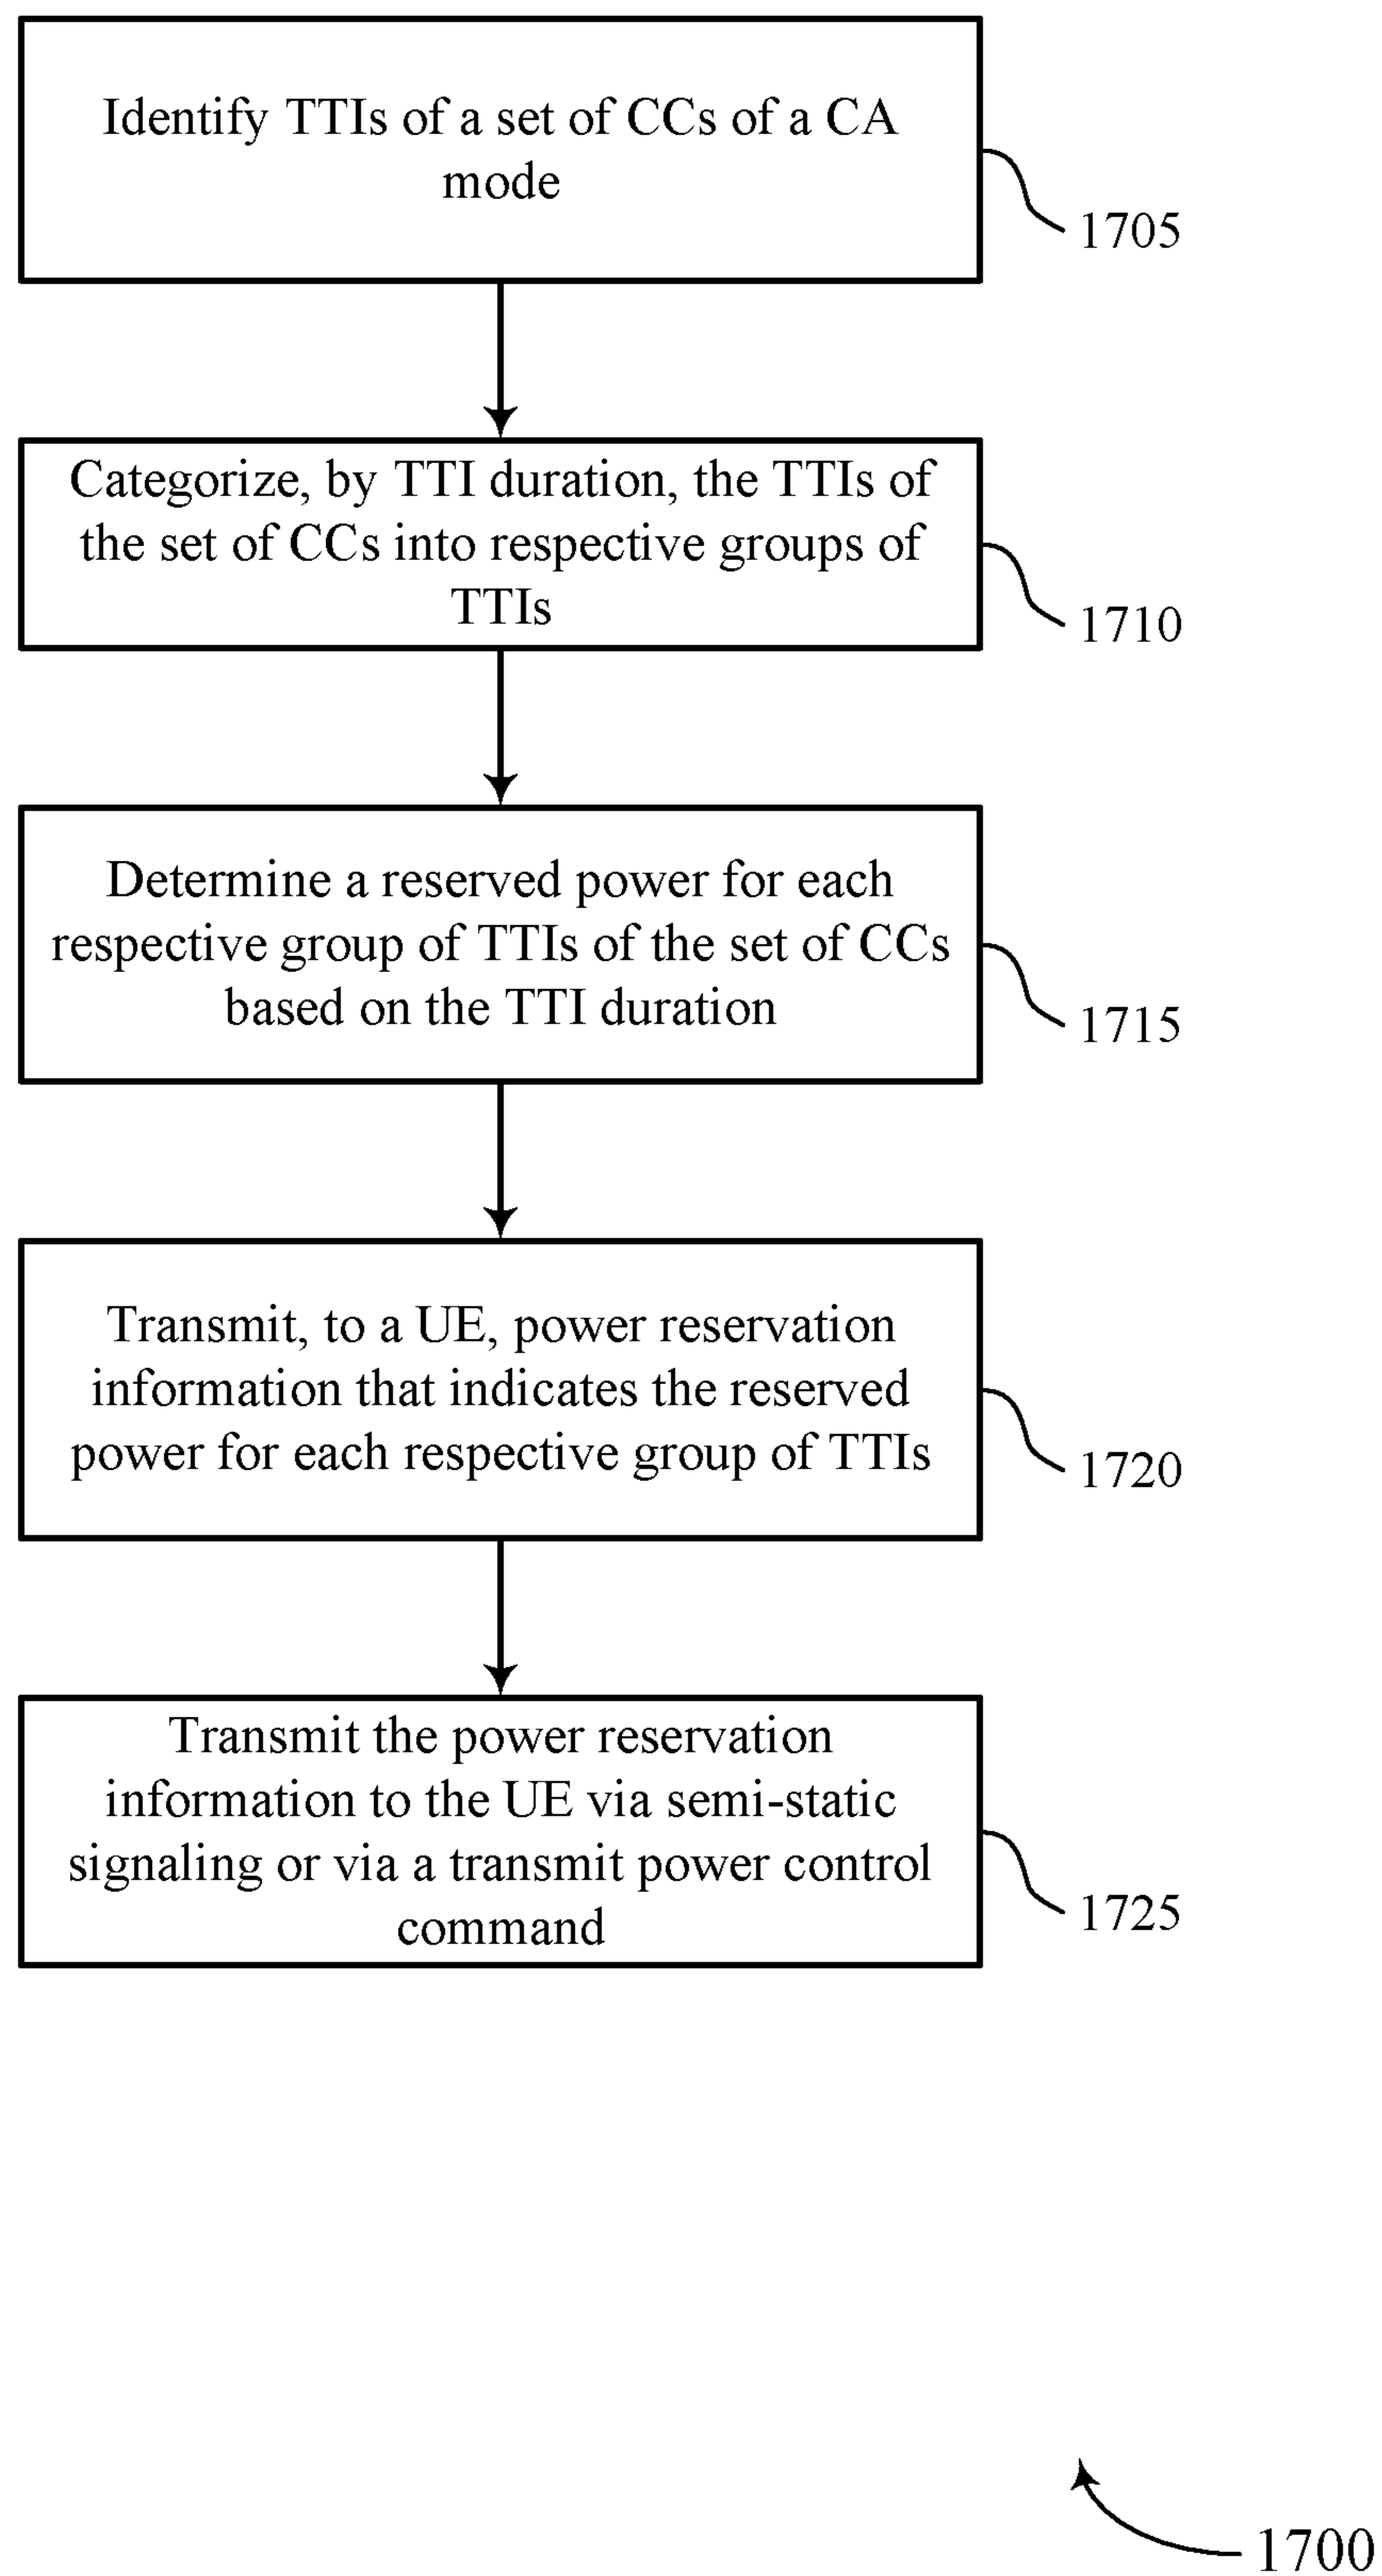 Identify TTIs of a set of CCs of a CA
mode
1705
Categorize, by TTI duration, the TTIs of
the set of CCs into respective groups of
TTIs
1710
Determine a reserved power for each
respective group of TTIs of the set of CCs
based on the TTI duration
1715
Transmit, to a UE, power reservation
information that indicates the reserved
power for each respective group of TTIs
1720
Transmit the power reservation
information to the UE via semi-static
signaling or via a transmit power control
command
1725
1700